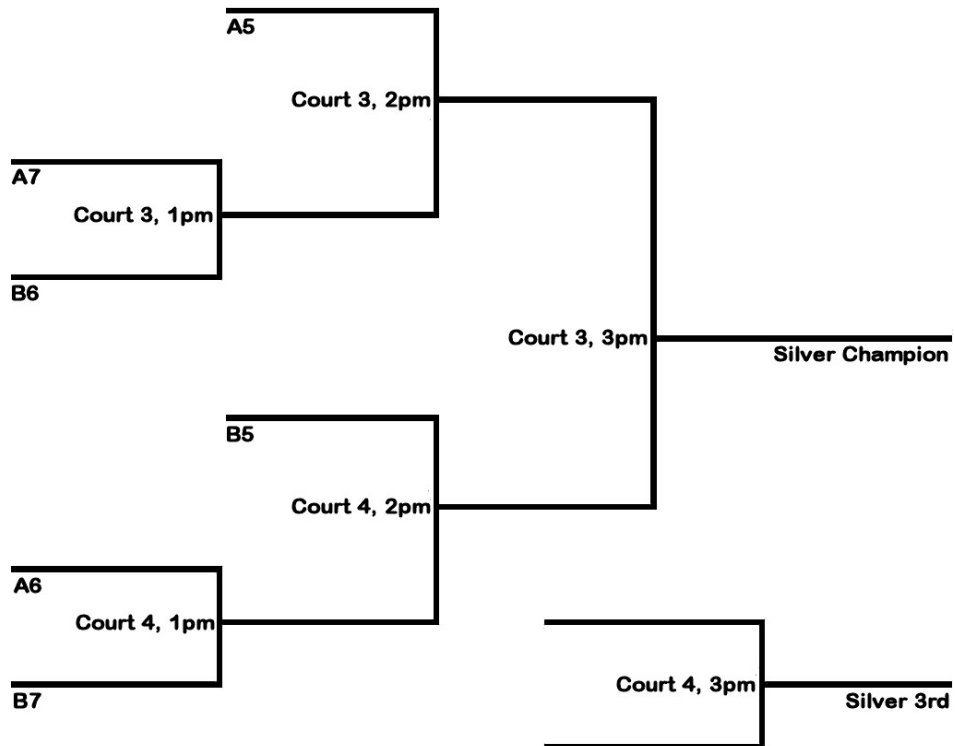 A5
Court 3, 2pm
A7
Court 3, 1pm
B6
Court 3, 3pm
Silver Champion
B5
Court 4, 2pm
A6
Court 4, 1pm
B7
Court 4, 3pm
Silver 3rd